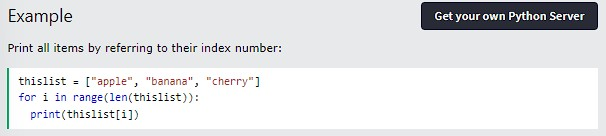 Example
Get your own Python Server
Print all items by referring to their index number:
thislist = ["apple", "banana", "cherry"]
for i in range(len(thislist)):
  print(thislist[i])